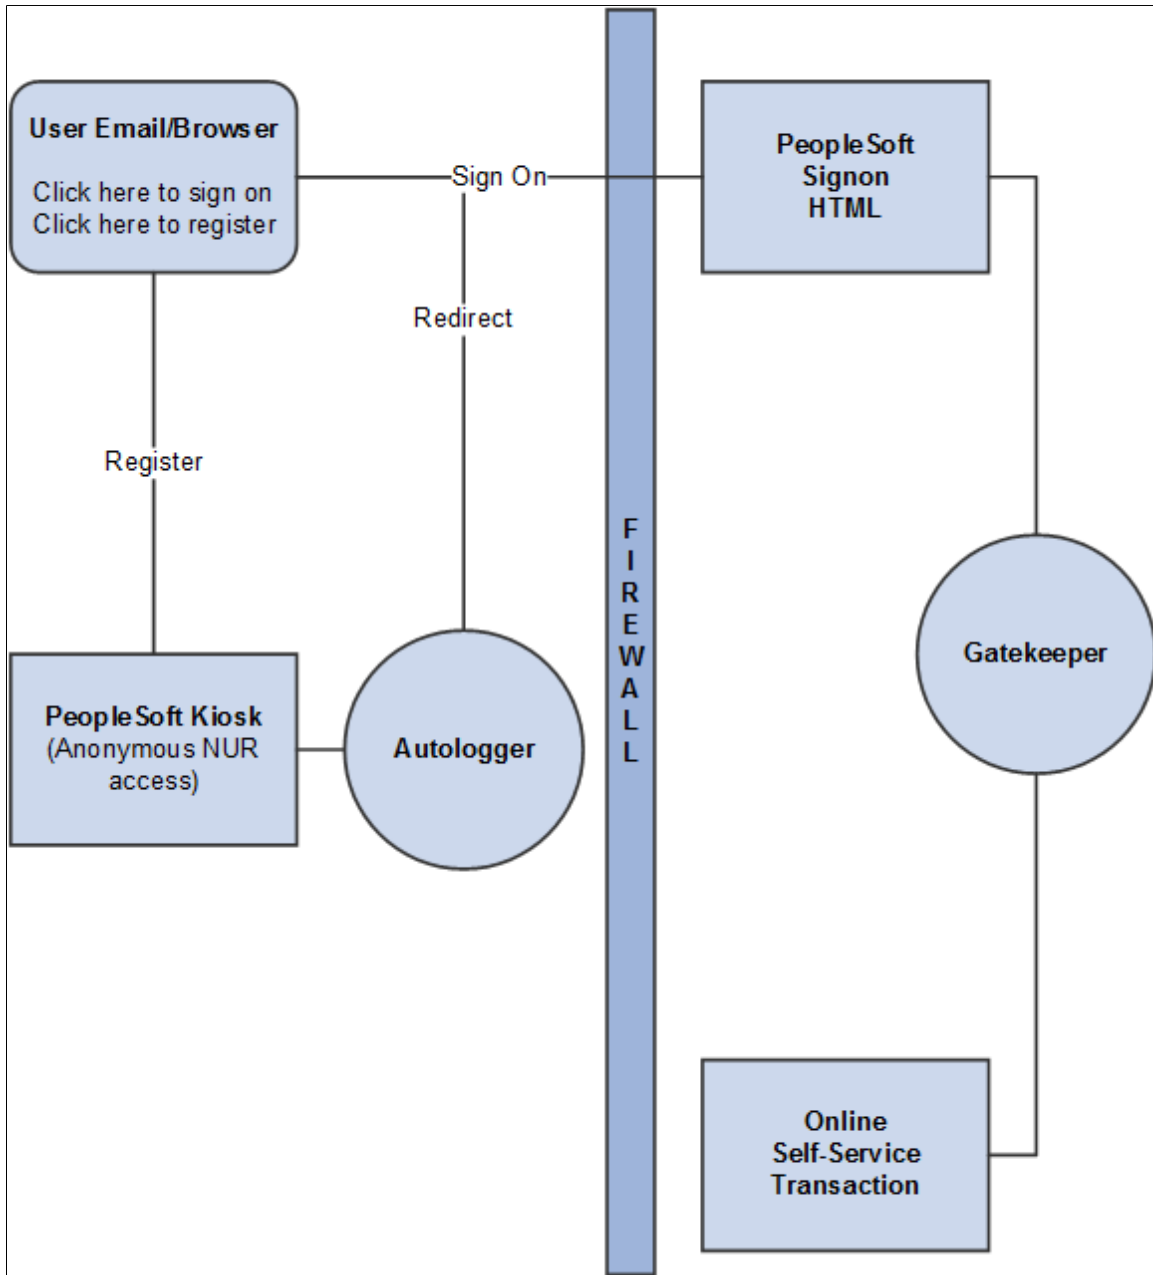 User Email/Browser
Click here to sign on
Click here to register
Sign On
PeopleSoft
Signon
HTML
Redirect
Register
FIREWALL
Gatekeeper
PeopleSoft Kiosk
(Anonymous NUR
access)
Autologger
Online
Self-Service
Transaction